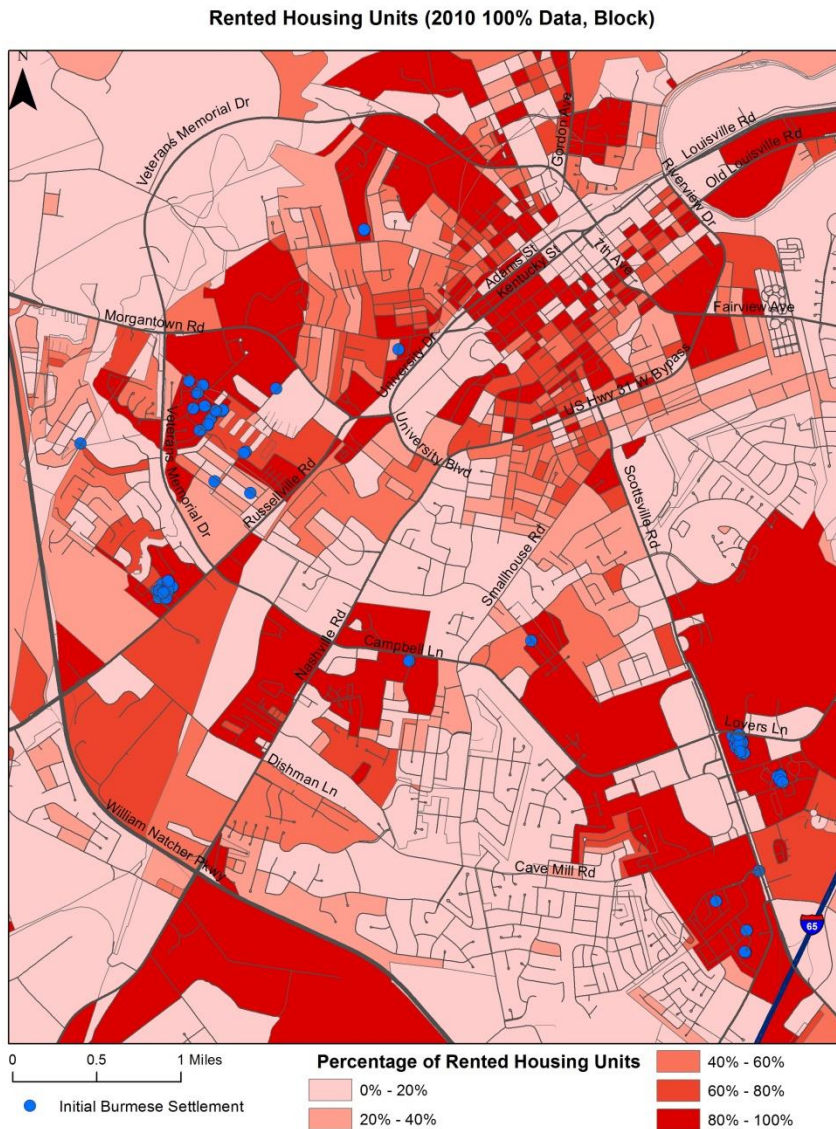 Rented Housing Units (2010 100% Data, Block)
N
Veterans Memorial Dr
Gordon Ave
Louisville Rd
Old Louisville Rd
Riverview Dr
Adams St
Kentucky St
7th Ave
Morgantown Rd
Fairview Ave
University Dr
US Hwy 31 W Bypass
University Blvd
Veterans Memorial Dr
Russellville Rd
Scottsville Rd
Smallhouse Rd
Nashville Rd
Campbell Ln
Lovers Ln
Dishman Ln
William Natcher Pkwy
Cave Mill Rd
65
0 0.5 1 Miles
Initial Burmese Settlement
Percentage of Rented Housing Units
0% - 20%
20% - 40%
40% - 60%
60% - 80%
80% - 100%